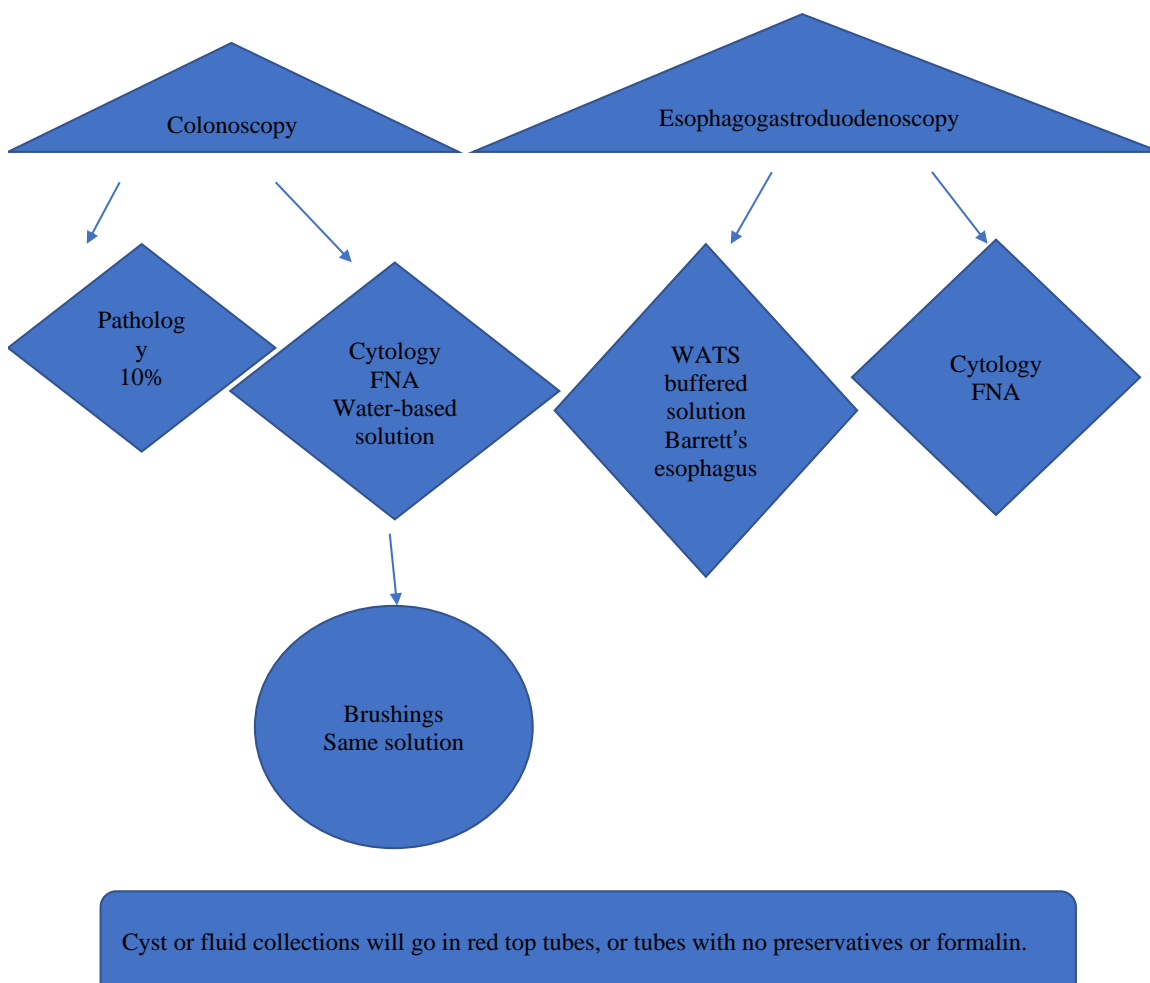 Colonoscopy
Esophagogastroduodenoscopy
Patholog
y
10%
Cytology
FNA
Water-based
solution
WATS
buffered
solution
Barrett’s
esophagus
Cytology
FNA
Brushings
Same solution
Cyst or fluid collections will go in red top tubes, or tubes with no preservatives or formalin.